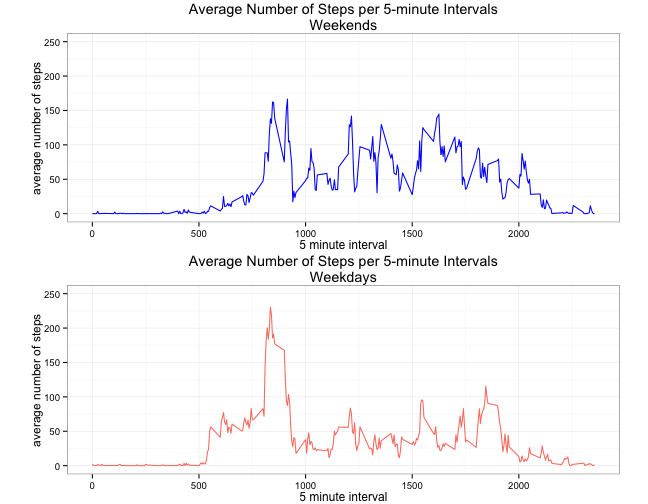 Average Number of Steps per 5-minute Intervals
Weekends
average number of steps
250
200
150
100
50
0
0 500 1000 1500 2000
5 minute interval
Average Number of Steps per 5-minute Intervals
Weekdays
average number of steps
250
200
150
100
50
0
0 500 1000 1500 2000
5 minute interval